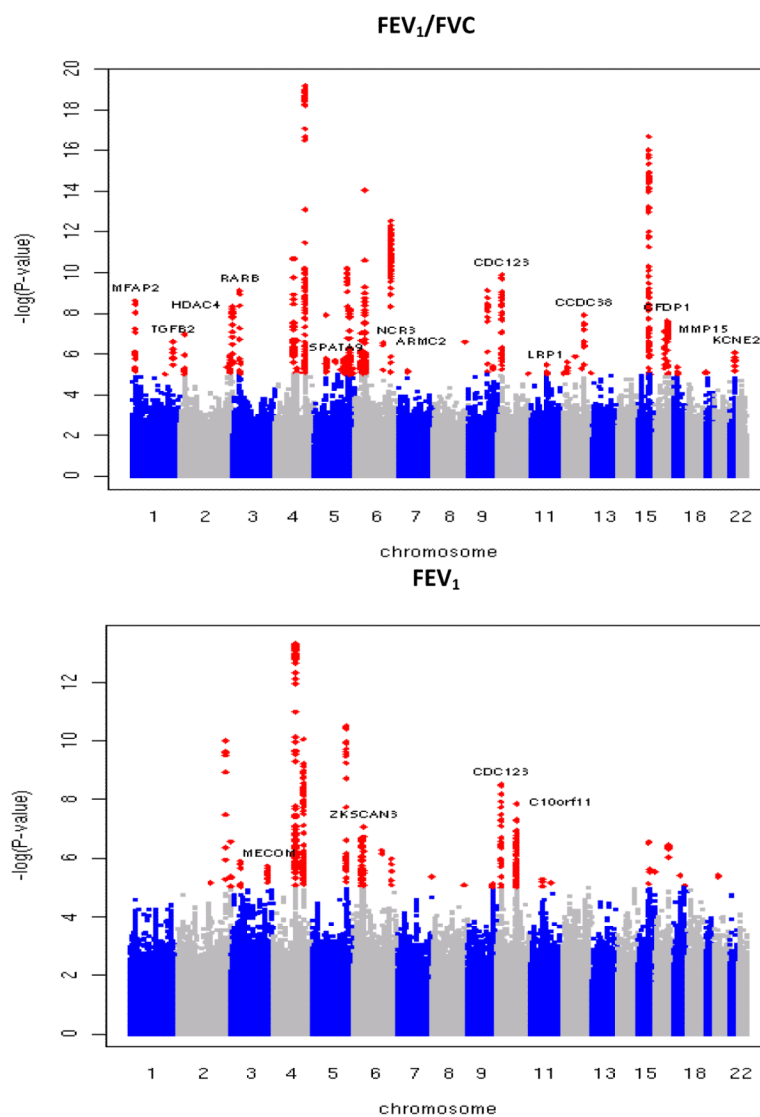 FEV1/FVC
20
18
16
14
12
10
8
6
4
2
0
-log(P-value)
MFAP2
TGFB2
HDAC4
RARB
SPATA9
NCR3
ARMC2
CDC123
LRP1
CCDC38
CFDP1
MMP15
KCNE2
1 2 3 4 5 6 7 8 9 11 13 15 18 22
chromosome
FEV1
12
10
8
6
4
2
0
-log(P-value)
MECOM
ZKSCAN3
CDC123
C10orf11
1 2 3 4 5 6 7 8 9 11 13 15 18 22
chromosome